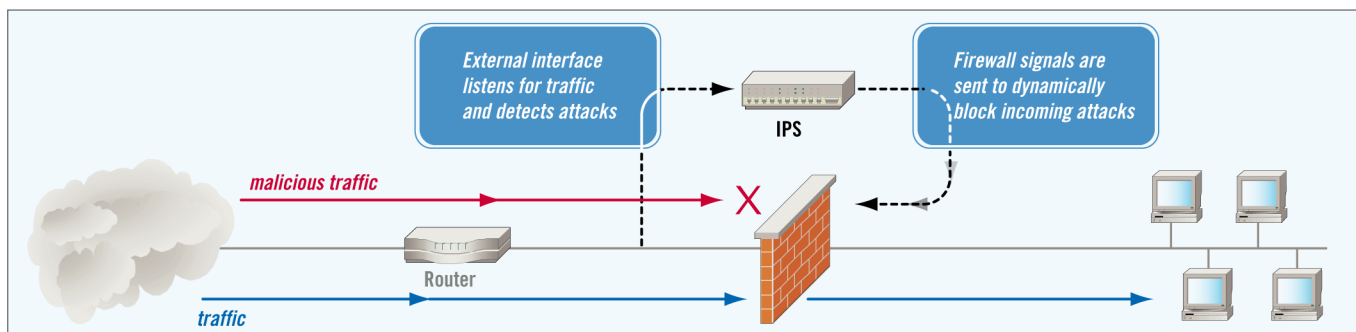 External interface
listens for traffic
and detects attacks
IPS
Firewall signals are
sent to dynamically
block incoming attacks
malicious traffic
X
Router
traffic